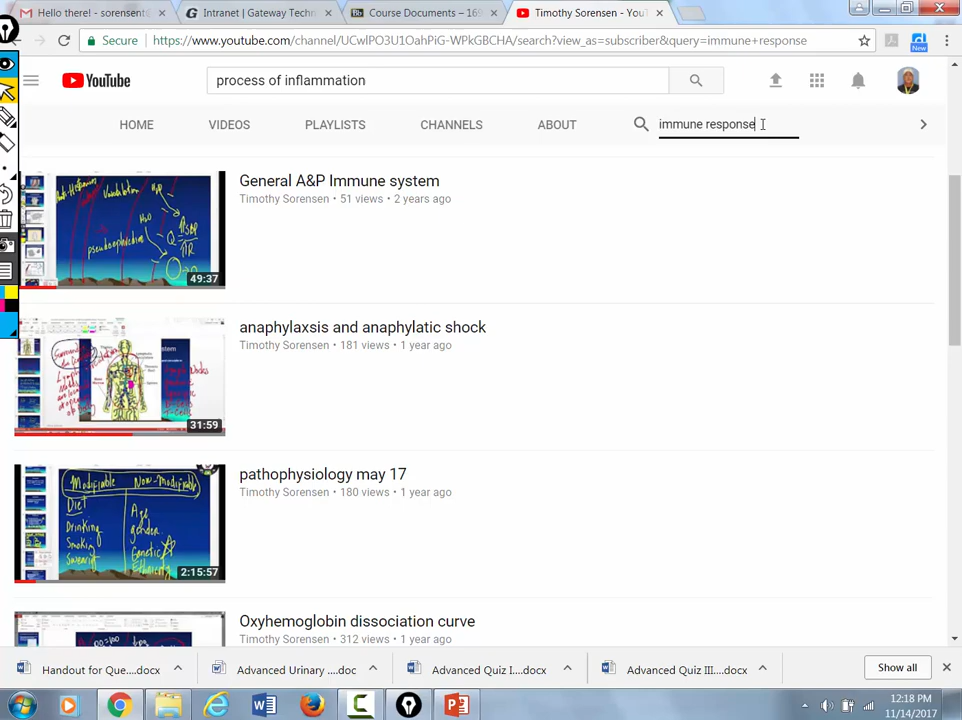 Hello there! - sorensent
Intranet | Gateway Techn
Course Documents – 169
Timothy Sorensen - You
Secure
https://www.youtube.com/channel/UCwlPO3U1OahPiG-WPkGBCHA/search?view_as=subscriber&query=immune+response
New
YouTube
process of inflammation
HOME
VIDEOS
PLAYLISTS
CHANNELS
ABOUT
immune response
General A&P Immune system
Timothy Sorensen • 51 views • 2 years ago
49:37
anaphylaxsis and anaphylatic shock
Timothy Sorensen • 181 views • 1 year ago
31:59
Modifiable
Non-Modifiable
Diet
Drinking
Smoking
Age
gender
Genetic
pathophysiology may 17
Timothy Sorensen • 180 views • 1 year ago
2:15:57
Oxyhemoglobin dissociation curve
Timothy Sorensen • 312 views • 1 year ago
Handout for Que....docx
Advanced Urinary ....doc
Advanced Quiz I....docx
Advanced Quiz III....docx
Show all
12:18 PM
11/14/2017